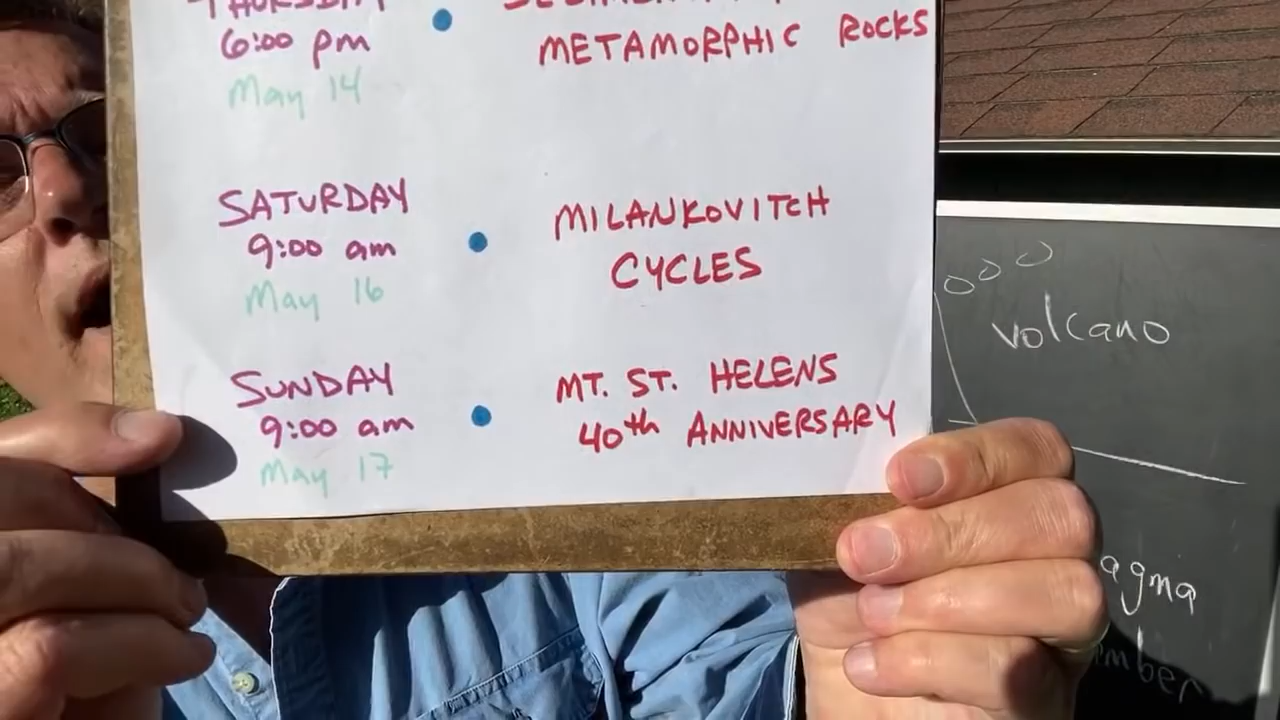 THURSDAY
6:00 pm
METAMORPHIC ROCKS
May 14
SATURDAY
9:00 am
May 16
MILANKOVITCH
CYCLES
SUNDAY
9:00 am
May 17
MT. ST. HELENS
40th ANNIVERSARY
volcano